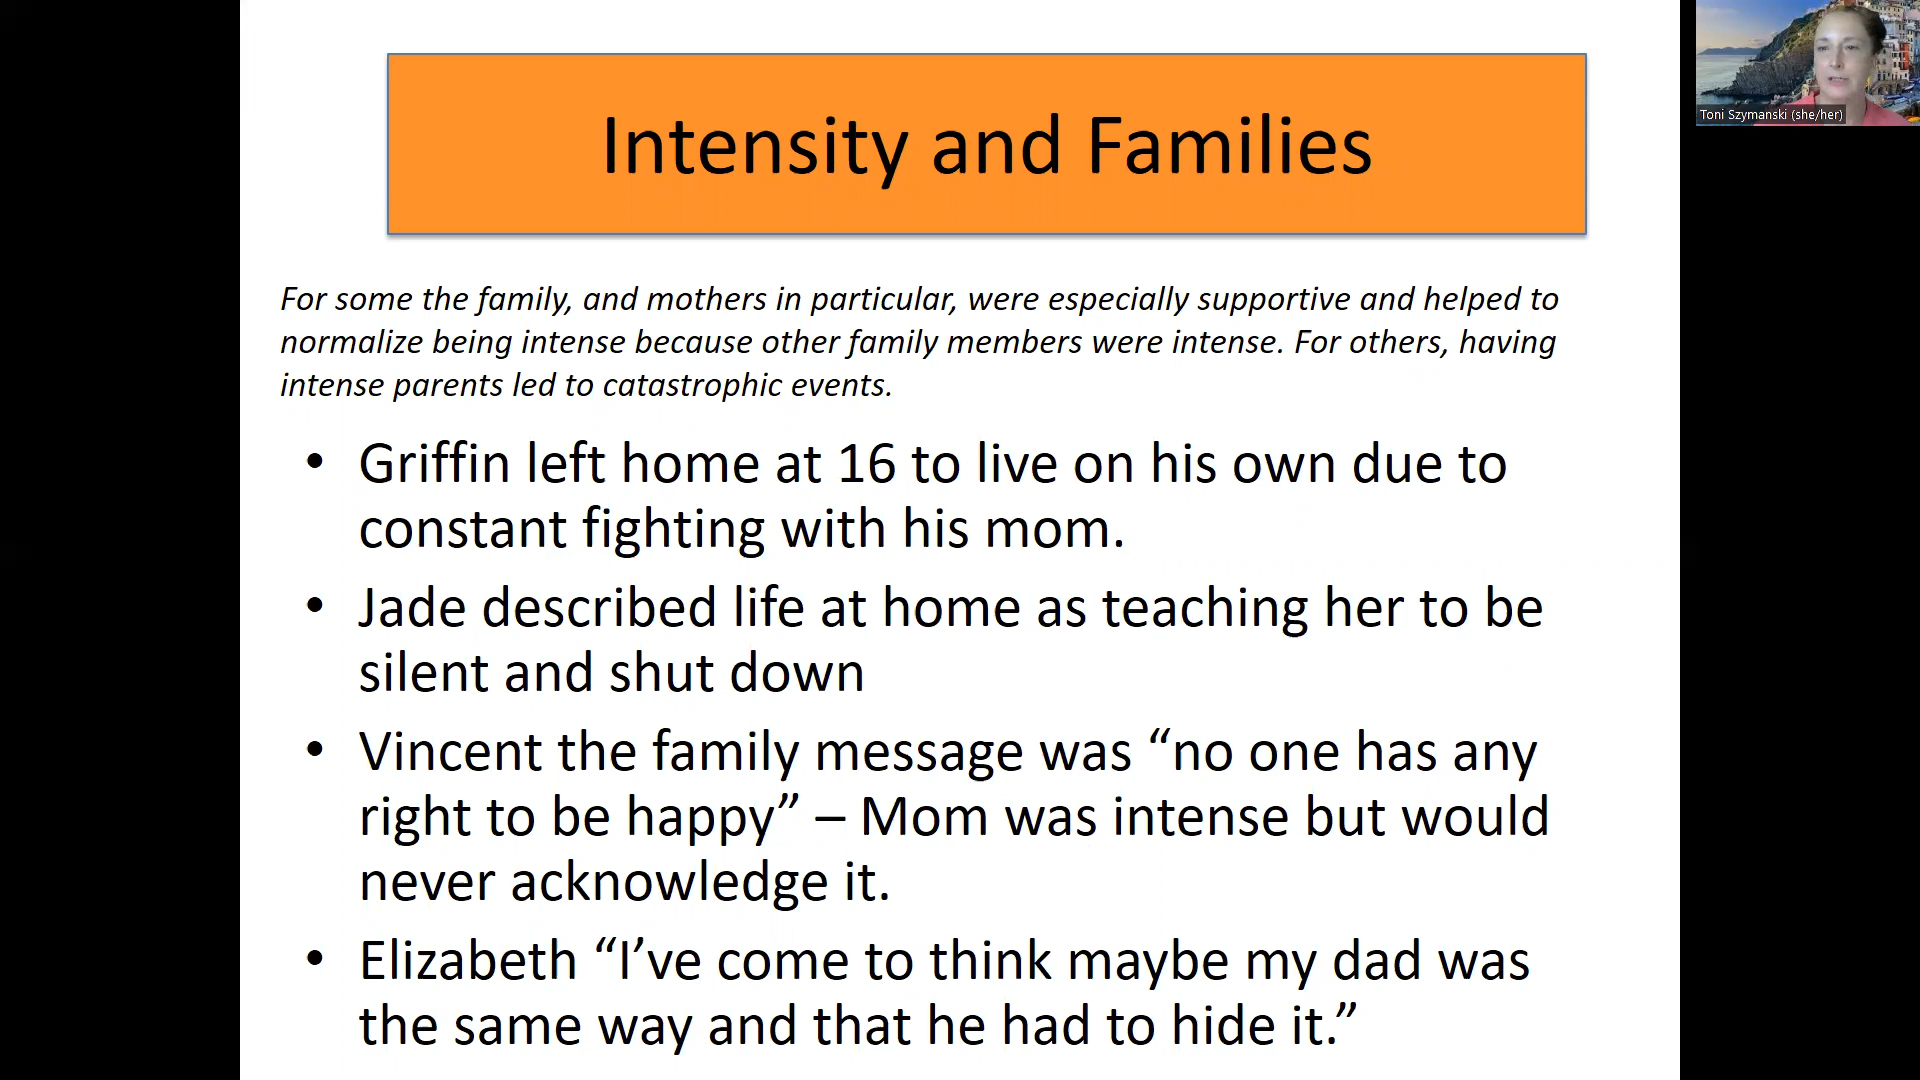 Intensity and Families
Toni Szymanski (she/her)
For some the family, and mothers in particular, were especially supportive and helped to
normalize being intense because other family members were intense. For others, having
intense parents led to catastrophic events.
• Griffin left home at 16 to live on his own due to
constant fighting with his mom.
• Jade described life at home as teaching her to be
silent and shut down
• Vincent the family message was “no one has any
right to be happy” – Mom was intense but would
never acknowledge it.
• Elizabeth “I’ve come to think maybe my dad was
the same way and that he had to hide it.”